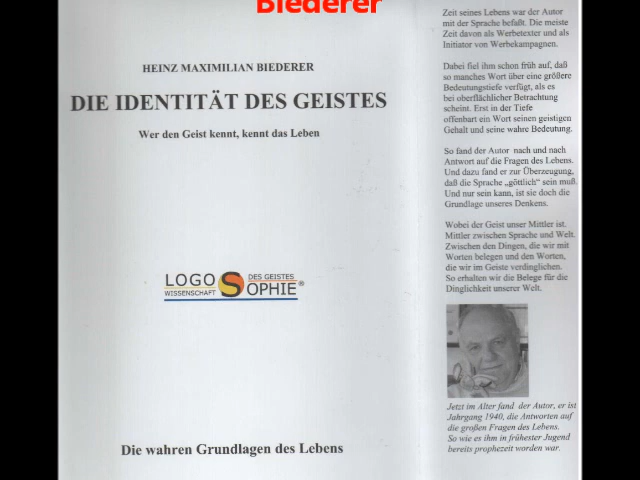 Biederer
HEINZ MAXIMILIAN BIEDERER
DIE IDENTITÄT DES GEISTES
Wer den Geist kennt, kennt das Leben
LOGO DES GEISTES
WISSENSCHAFT SOPHIE®
Die wahren Grundlagen des Lebens
Zeit seines Lebens war der Autor
mit der Sprache befaßt. Die meiste
Zeit davon als Werbetexter und als
Initiator von Werbekampagnen.
Dabei fiel ihm schon früh auf, daß
so manches Wort über eine größere
Bedeutungstiefe verfügt, als es
bei oberflächlicher Betrachtung
scheint. Erst in der Tiefe
offenbart ein Wort seinen geistigen
Gehalt und seine wahre Bedeutung.
So fand der Autor nach und nach
Antwort auf die Fragen des Lebens.
Und dazu fand er zur Überzeugung,
daß die Sprache „göttlich" sein muß.
Und nur sein kann, ist sie doch die
Grundlage unseres Denkens.
Wobei der Geist unser Mittler ist.
Mittler zwischen Sprache und Welt.
Zwischen den Dingen, die wir mit
Worten belegen und den Worten,
die wir im Geiste verdinglichen.
So erhalten wir die Belege für die
Dinglichkeit unserer Welt.
Jetzt im Alter fand der Autor, er ist
Jahrgang 1940, die Antworten auf
die großen Fragen des Lebens.
So wie es ihm in frühester Jugend
bereits prophezeit worden war.